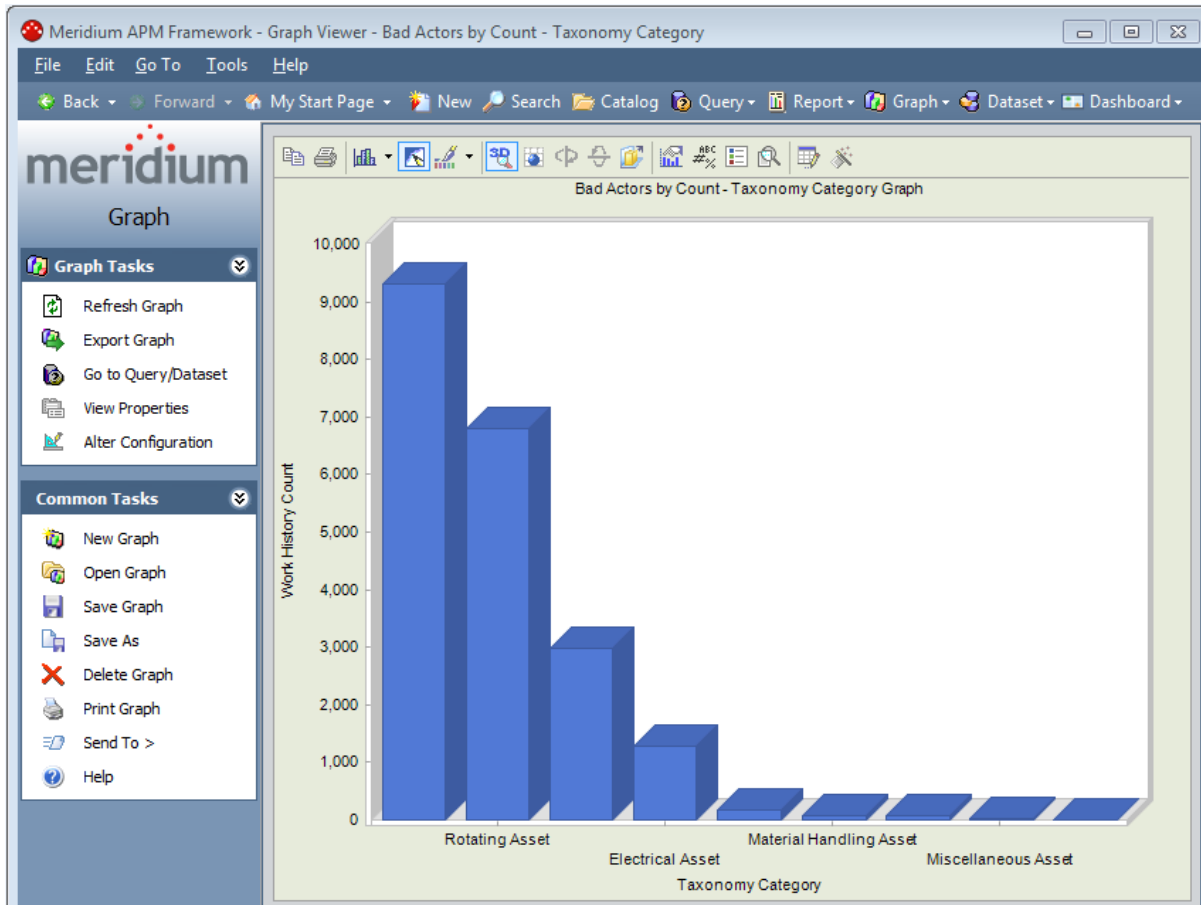 Meridium APM Framework - Graph Viewer - Bad Actors by Count - Taxonomy Category
File Edit Go To Tools Help
Back Forward My Start Page New Search Catalog Query Report Graph Dataset Dashboard
meridium
Graph
Graph Tasks
Refresh Graph
Export Graph
Go to Query/Dataset
View Properties
Alter Configuration
Common Tasks
New Graph
Open Graph
Save Graph
Save As
Delete Graph
Print Graph
Send To >
Help
3D
ABC
#%
Bad Actors by Count - Taxonomy Category Graph
Work History Count
10,000
9,000
8,000
7,000
6,000
5,000
4,000
3,000
2,000
1,000
0
Rotating Asset Material Handling Asset
Electrical Asset Miscellaneous Asset
Taxonomy Category